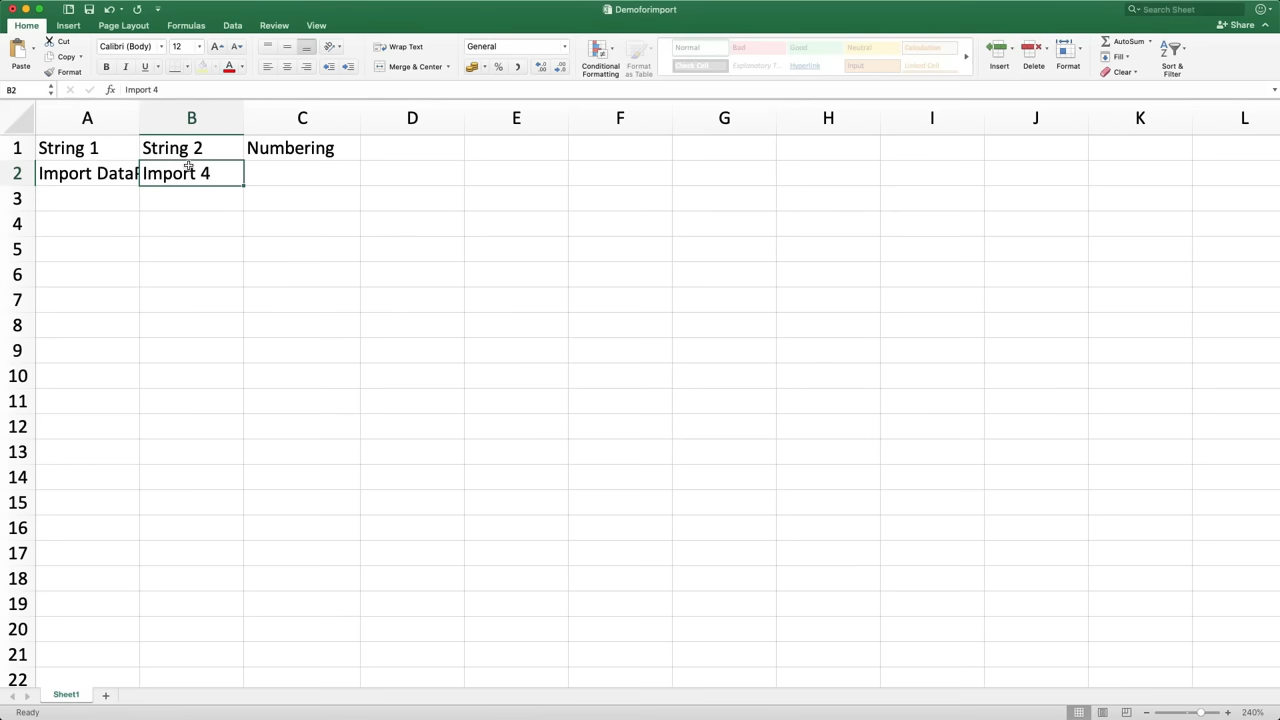 Demoforimport
Search Sheet
Home Insert Page Layout Formulas Data Review View
Share
Paste
Cut
Copy
Format
Calibri (Body) 12
Wrap Text
Merge & Center
General
Conditional Formatting
Format as Table
Normal Bad Good Neutral Calculation
Check Cell Explanatory T... Hyperlink Input Linked Cell
Insert Delete Format
AutoSum
Fill
Clear
Sort & Filter
B2 fx Import 4
A B C D E F G H I J K L
1 String 1 String 2 Numbering
2 Import Data Import 4
3
4
5
6
7
8
9
10
11
12
13
14
15
16
17
18
19
20
21
22
Sheet1
Ready 240%